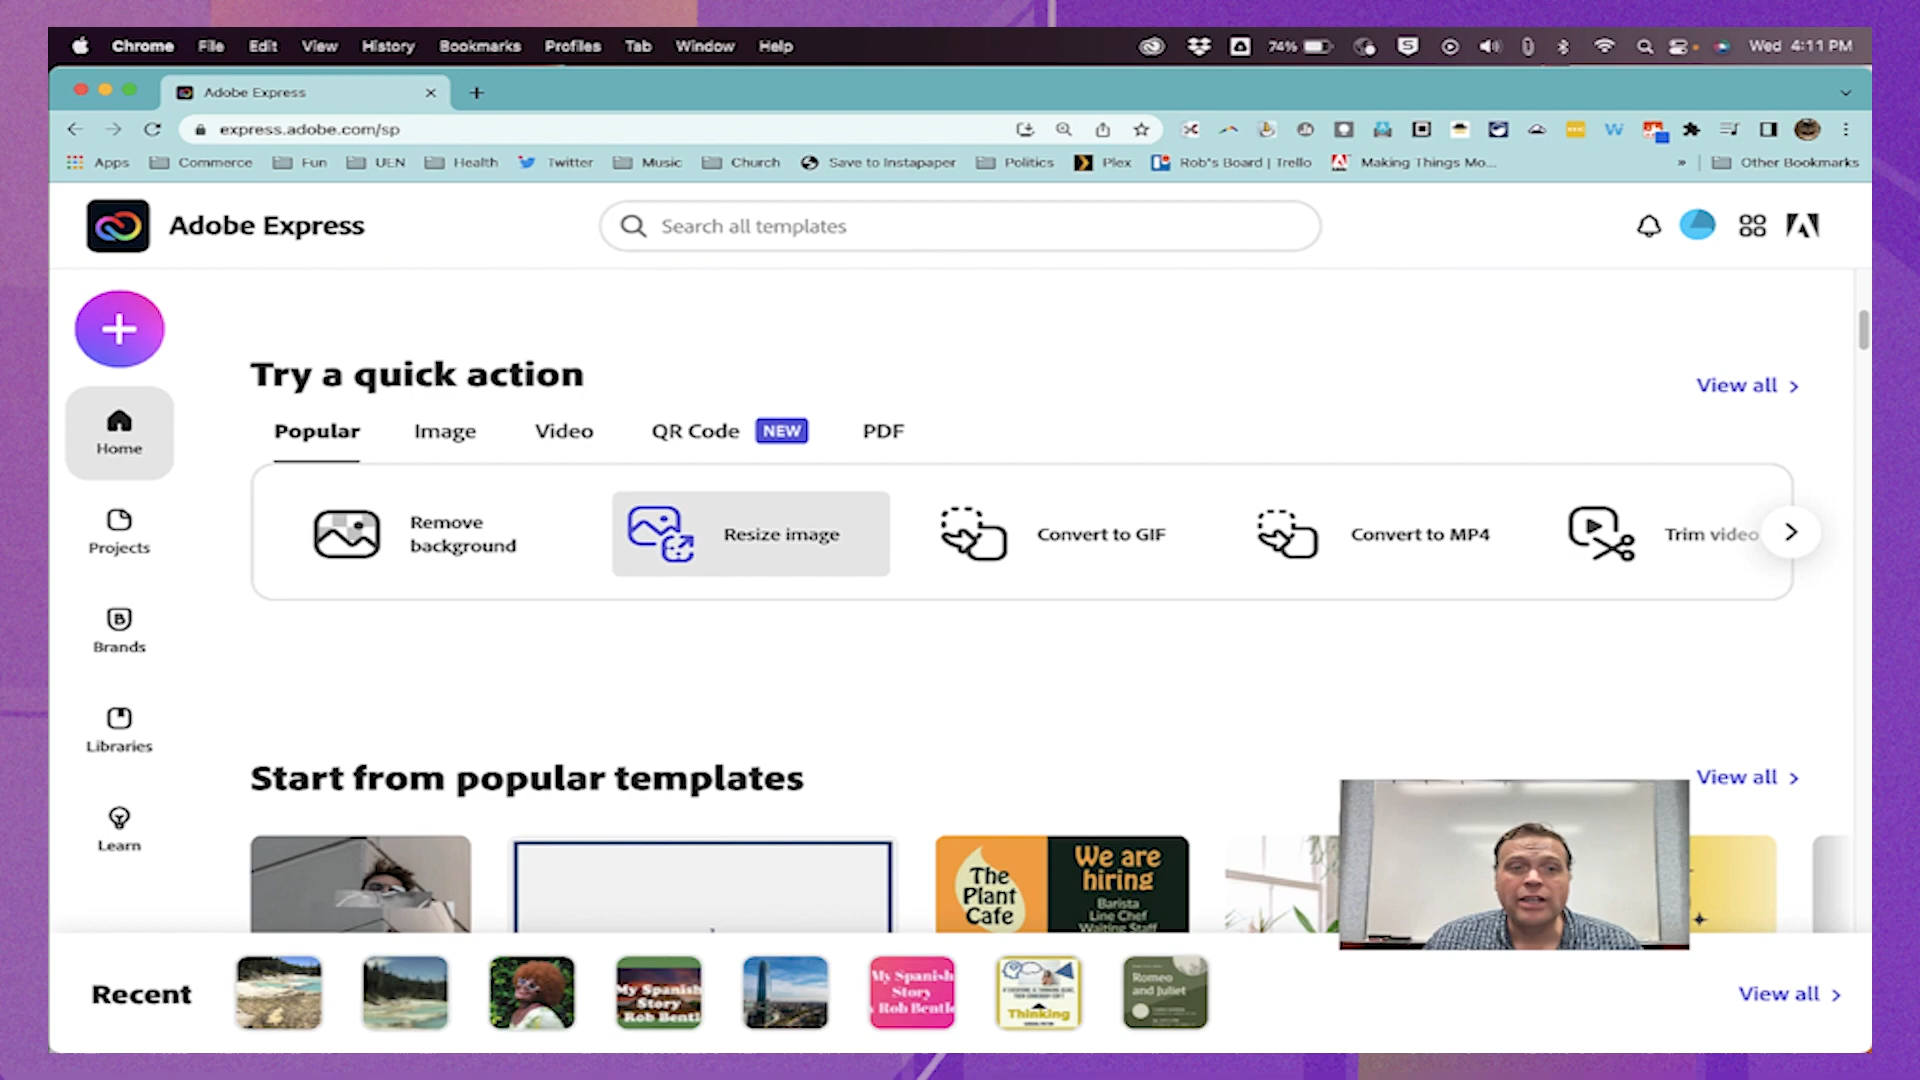 Chrome File Edit View History Bookmarks Profiles Tab Window Help 74% Wed 4:11 PM
Adobe Express
express.adobe.com/sp
Apps Commerce Fun UEN Health Twitter Music Church Save to Instapaper Politics Plex Rob's Board | Trello Making Things Mo... » Other Bookmarks
Adobe Express
Search all templates
Try a quick action
View all
Popular Image Video QR Code NEW PDF
Home
Remove
background
Resize image
Convert to GIF
Convert to MP4
Trim video
Projects
Brands
Libraries
Learn
Start from popular templates
View all
The
Plant
Cafe
We are
hiring
Barista
Line Chef
Waiting Staff
Recent
My Spanish
Story
Rob Bentl
My Spanish
Story
Rob Bentle
Thinking
Romeo
and Juliet
View all